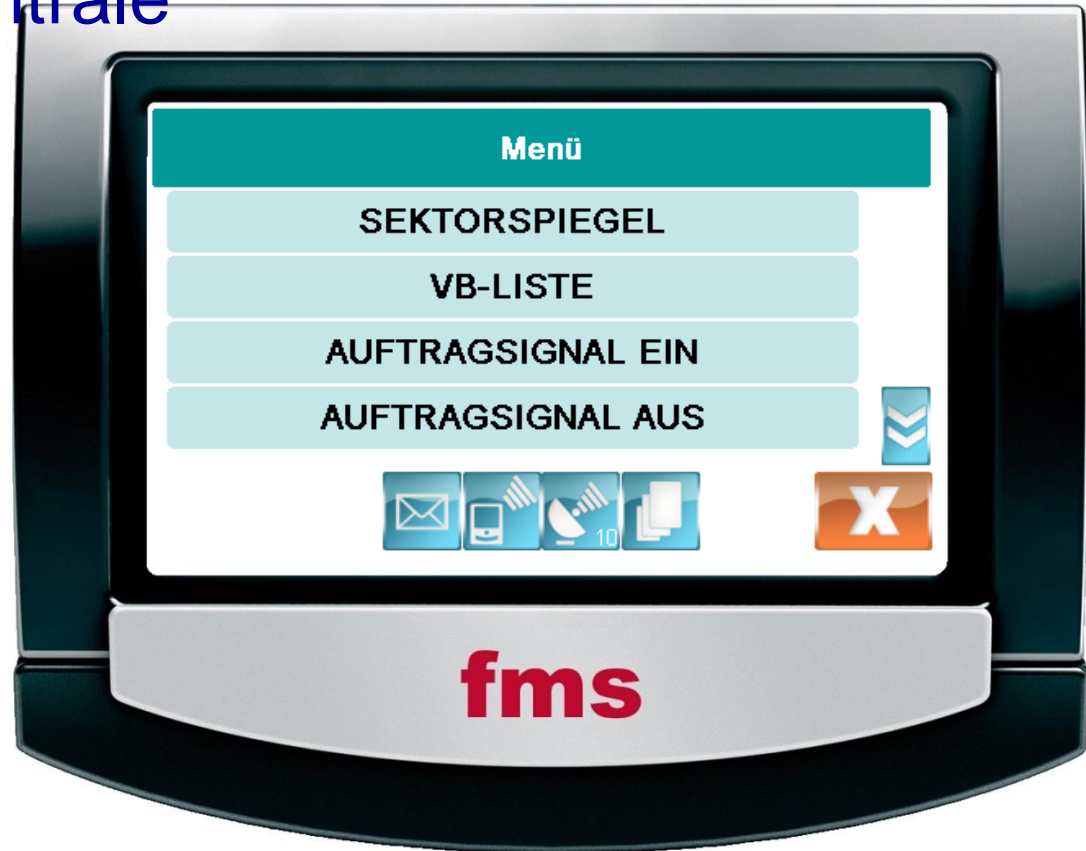 Menü
SEKTORSPIEGEL
VB-LISTE
AUFTRAGSIGNAL EIN
AUFTRAGSIGNAL AUS
10
X
fms